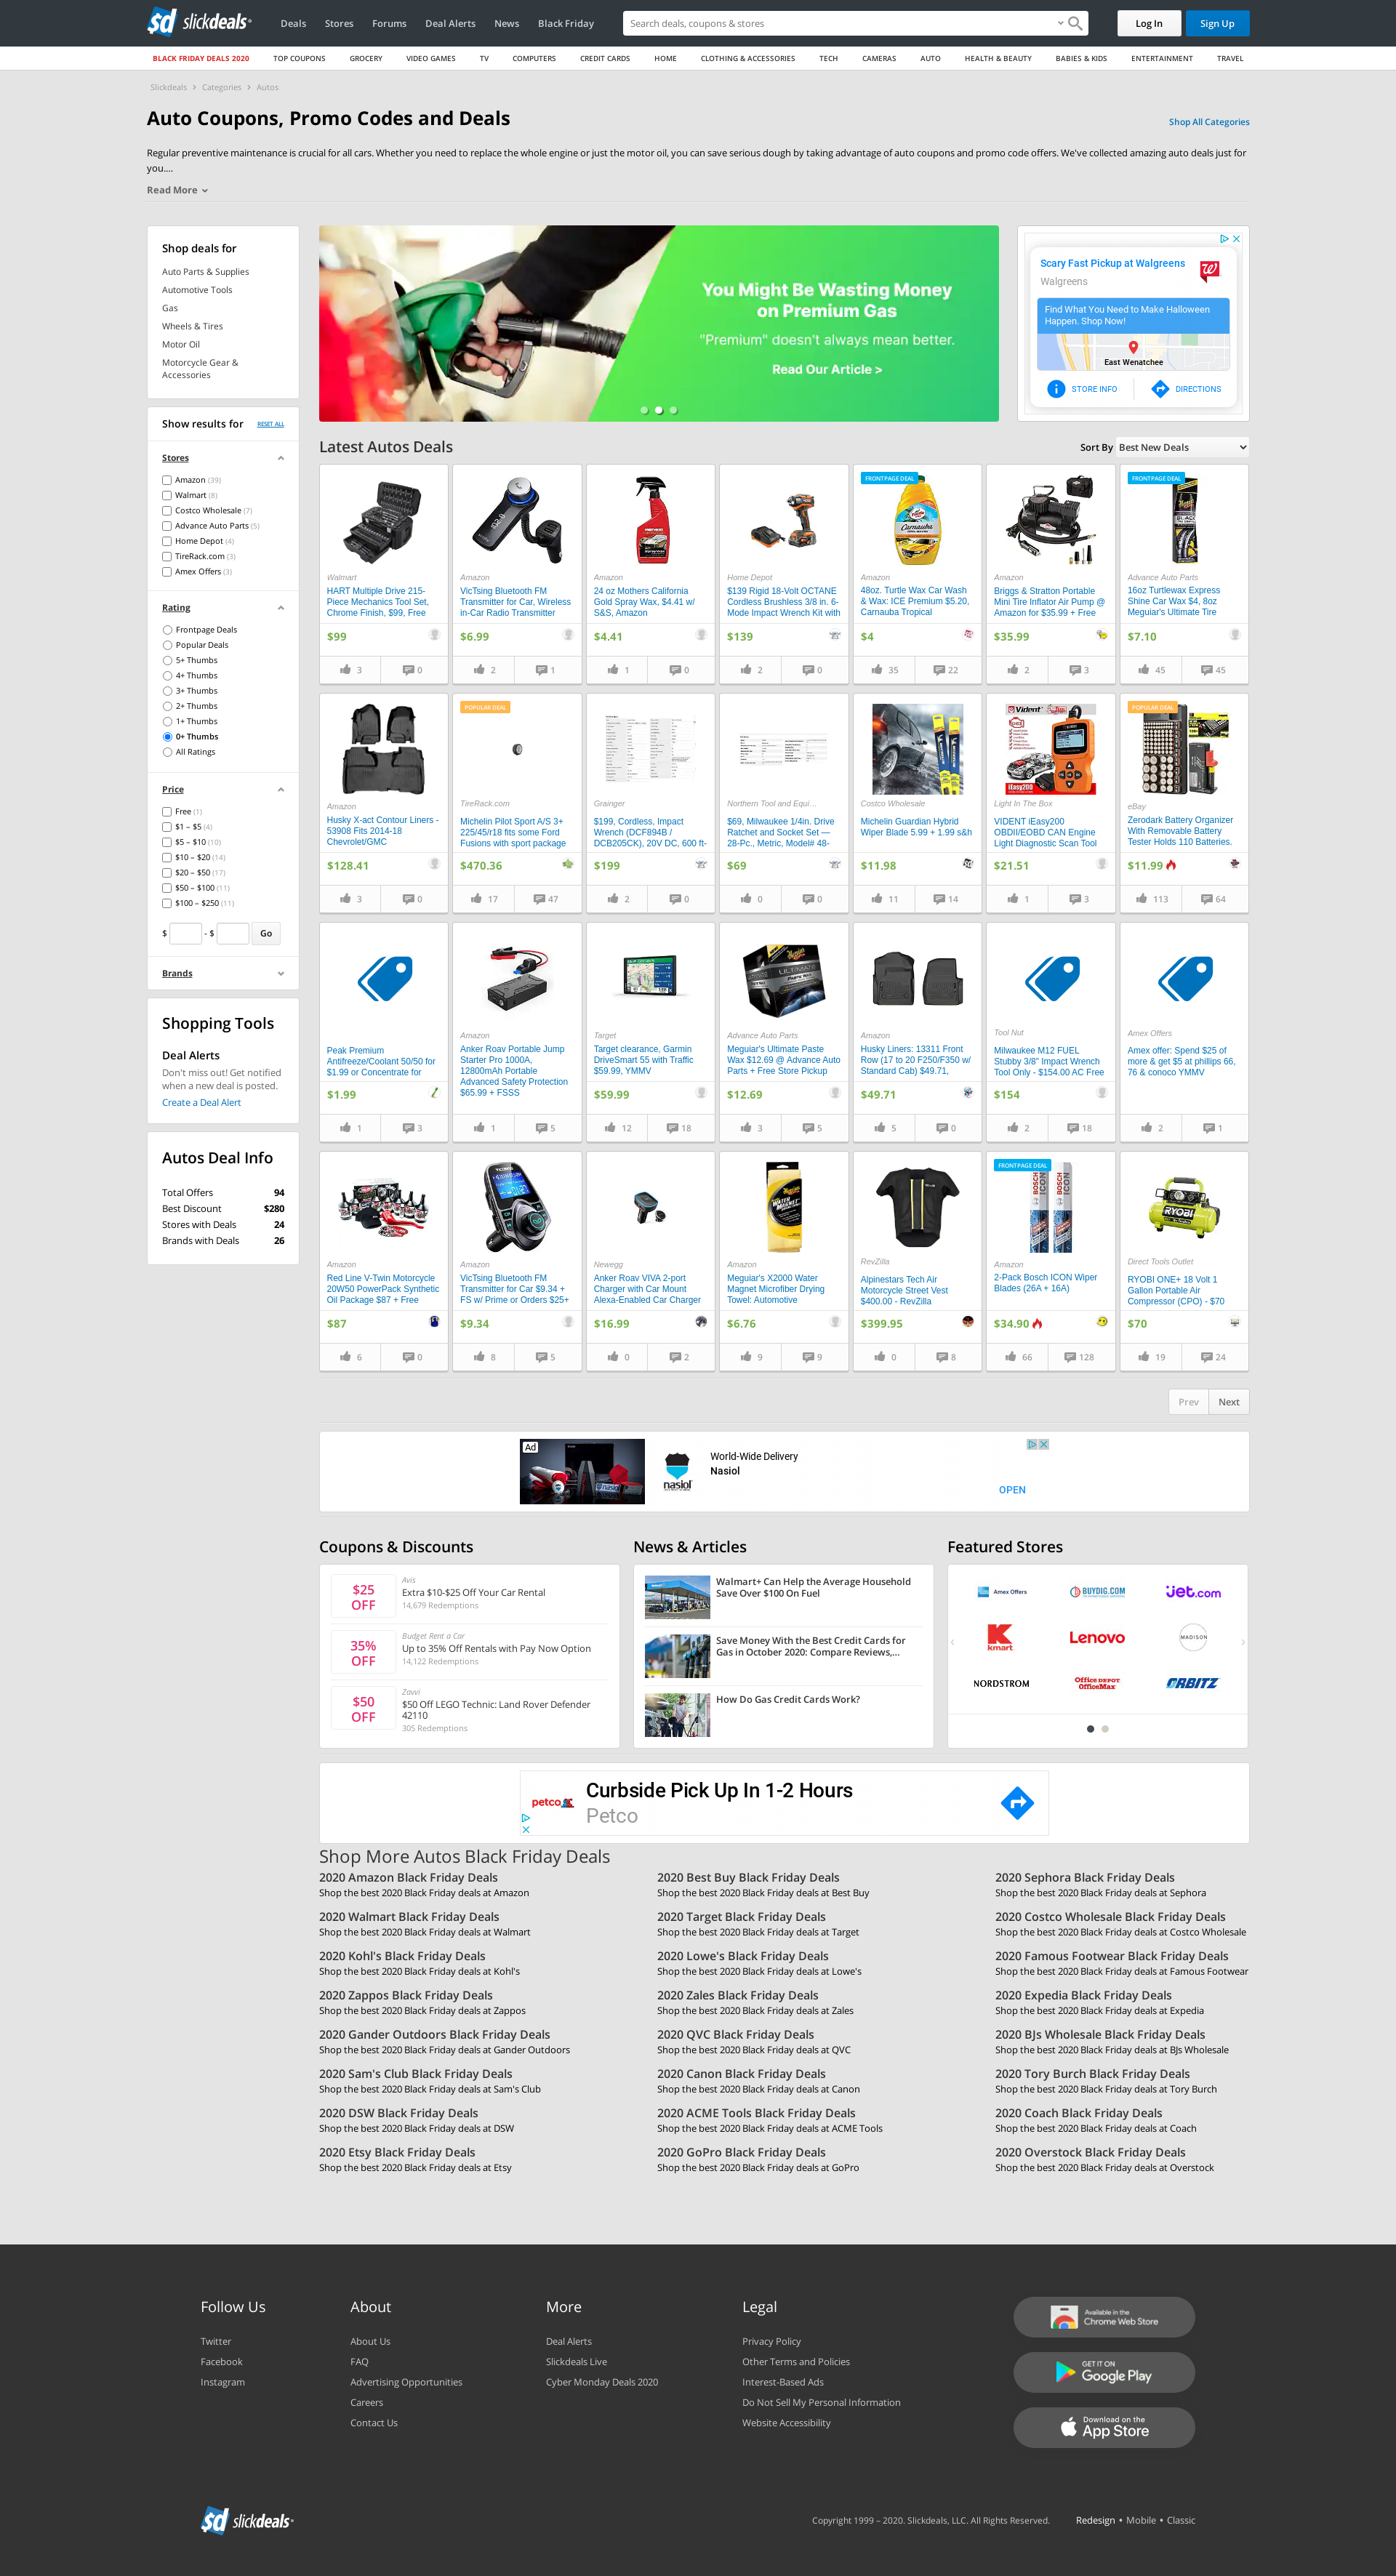 slickdeals
Deals
Stores
Forums
Deal Alerts
News
Black Friday
Search deals, coupons & stores
Log In
Sign Up
BLACK FRIDAY DEALS 2020
TOP COUPONS
GROCERY
VIDEO GAMES
TV
COMPUTERS
CREDIT CARDS
HOME
CLOTHING & ACCESSORIES
TECH
CAMERAS
AUTO
HEALTH & BEAUTY
BABIES & KIDS
ENTERTAINMENT
TRAVEL
Slickdeals › Categories › Autos
Auto Coupons, Promo Codes and Deals
Shop All Categories
Regular preventive maintenance is crucial for all cars. Whether you need to replace the whole engine or just the motor oil, you can save serious dough by taking advantage of auto coupons and promo code offers. We've collected amazing auto deals just for
you....
Read More
Shop deals for
Auto Parts & Supplies
Automotive Tools
Gas
Wheels & Tires
Motor Oil
Motorcycle Gear &
Accessories
Show results for
RESET ALL
Stores
Amazon (39)
Walmart (8)
Costco Wholesale (7)
Advance Auto Parts (5)
Home Depot (4)
TireRack.com (3)
Amex Offers (3)
Rating
Frontpage Deals
Popular Deals
5+ Thumbs
4+ Thumbs
3+ Thumbs
2+ Thumbs
1+ Thumbs
0+ Thumbs
All Ratings
Price
Free (1)
$1 – $5 (4)
$5 – $10 (10)
$10 – $20 (14)
$20 – $50 (17)
$50 – $100 (11)
$100 – $250 (11)
$ - $ Go
Brands
Shopping Tools
Deal Alerts
Don't miss out! Get notified
when a new deal is posted.
Create a Deal Alert
Autos Deal Info
Total Offers 94
Best Discount $280
Stores with Deals 24
Brands with Deals 26
You Might Be Wasting Money
on Premium Gas
"Premium" doesn't always mean better.
Read Our Article >
Scary Fast Pickup at Walgreens
Walgreens
Find What You Need to Make Halloween
Happen. Shop Now!
East Wenatchee
STORE INFO
DIRECTIONS
Latest Autos Deals
Sort By Best New Deals
Walmart
HART Multiple Drive 215-
Piece Mechanics Tool Set,
Chrome Finish, $99, Free
$99
3
0
Amazon
VicTsing Bluetooth FM
Transmitter for Car, Wireless
in-Car Radio Transmitter
$6.99
2
1
Amazon
24 oz Mothers California
Gold Spray Wax, $4.41 w/
S&S, Amazon
$4.41
1
0
Home Depot
$139 Rigid 18-Volt OCTANE
Cordless Brushless 3/8 in. 6-
Mode Impact Wrench Kit with
$139
2
0
FRONTPAGE DEAL
Amazon
48oz. Turtle Wax Car Wash
& Wax: ICE Premium $5.20,
Carnauba Tropical
$4
35
22
Amazon
Briggs & Stratton Portable
Mini Tire Inflator Air Pump @
Amazon for $35.99 + Free
$35.99
2
3
FRONTPAGE DEAL
Advance Auto Parts
16oz Turtlewax Express
Shine Car Wax $4, 8oz
Meguiar's Ultimate Tire
$7.10
45
45
Amazon
Husky X-act Contour Liners -
53908 Fits 2014-18
Chevrolet/GMC
$128.41
3
0
POPULAR DEAL
TireRack.com
Michelin Pilot Sport A/S 3+
225/45/r18 fits some Ford
Fusions with sport package
$470.36
17
47
Grainger
$199, Cordless, Impact
Wrench (DCF894B /
DCB205CK), 20V DC, 600 ft-
$199
2
0
Northern Tool and Equi...
$69, Milwaukee 1/4in. Drive
Ratchet and Socket Set —
28-Pc., Metric, Model# 48-
$69
0
0
Costco Wholesale
Michelin Guardian Hybrid
Wiper Blade 5.99 + 1.99 s&h
$11.98
11
14
Vident
iEasy200
Light In The Box
VIDENT iEasy200
OBDII/EOBD CAN Engine
Light Diagnostic Scan Tool
$21.51
1
3
POPULAR DEAL
eBay
Zerodark Battery Organizer
With Removable Battery
Tester Holds 110 Batteries.
$11.99
113
64
Peak Premium
Antifreeze/Coolant 50/50 for
$1.99 or Concentrate for
$1.99
1
3
Amazon
Anker Roav Portable Jump
Starter Pro 1000A,
12800mAh Portable
Advanced Safety Protection
$65.99 + FSSS
1
5
Target
Target clearance, Garmin
DriveSmart 55 with Traffic
$59.99, YMMV
$59.99
12
18
Advance Auto Parts
Meguiar's Ultimate Paste
Wax $12.69 @ Advance Auto
Parts + Free Store Pickup
$12.69
3
5
Amazon
Husky Liners: 13311 Front
Row (17 to 20 F250/F350 w/
Standard Cab) $49.71,
$49.71
5
0
Tool Nut
Milwaukee M12 FUEL
Stubby 3/8" Impact Wrench
Tool Only - $154.00 AC Free
$154
2
18
Amex Offers
Amex offer: Spend $25 of
more & get $5 at phillips 66,
76 & conoco YMMV
2
1
Amazon
Red Line V-Twin Motorcycle
20W50 PowerPack Synthetic
Oil Package $87 + Free
$87
6
0
Amazon
VicTsing Bluetooth FM
Transmitter for Car $9.34 +
FS w/ Prime or Orders $25+
$9.34
8
5
Newegg
Anker Roav VIVA 2-port
Charger with Car Mount
Alexa-Enabled Car Charger
$16.99
0
2
Amazon
Meguiar's X2000 Water
Magnet Microfiber Drying
Towel: Automotive
$6.76
9
9
RevZilla
Alpinestars Tech Air
Motorcycle Street Vest
$400.00 - RevZilla
$399.95
0
8
FRONTPAGE DEAL
BOSCH ICON
BOSCH ICON
Amazon
2-Pack Bosch ICON Wiper
Blades (26A + 16A)
$34.90
66
128
RYOBI
Direct Tools Outlet
RYOBI ONE+ 18 Volt 1
Gallon Portable Air
Compressor (CPO) - $70
$70
19
24
Prev
Next
Ad
nasiol
World-Wide Delivery
Nasiol
OPEN
Coupons & Discounts
$25
OFF
Avis
Extra $10-$25 Off Your Car Rental
14,679 Redemptions
35%
OFF
Budget Rent a Car
Up to 35% Off Rentals with Pay Now Option
14,122 Redemptions
$50
OFF
Zavvi
$50 Off LEGO Technic: Land Rover Defender
42110
305 Redemptions
News & Articles
Walmart+ Can Help the Average Household
Save Over $100 On Fuel
Save Money With the Best Credit Cards for
Gas in October 2020: Compare Reviews,...
How Do Gas Credit Cards Work?
Featured Stores
Amex Offers
BUYDIG.COM
jet.com
kmart
Lenovo
MADISON
NORDSTROM
Office DEPOT
OfficeMax
ORBITZ
petco
Curbside Pick Up In 1-2 Hours
Petco
Shop More Autos Black Friday Deals
2020 Amazon Black Friday Deals
Shop the best 2020 Black Friday deals at Amazon
2020 Best Buy Black Friday Deals
Shop the best 2020 Black Friday deals at Best Buy
2020 Sephora Black Friday Deals
Shop the best 2020 Black Friday deals at Sephora
2020 Walmart Black Friday Deals
Shop the best 2020 Black Friday deals at Walmart
2020 Target Black Friday Deals
Shop the best 2020 Black Friday deals at Target
2020 Costco Wholesale Black Friday Deals
Shop the best 2020 Black Friday deals at Costco Wholesale
2020 Kohl's Black Friday Deals
Shop the best 2020 Black Friday deals at Kohl's
2020 Lowe's Black Friday Deals
Shop the best 2020 Black Friday deals at Lowe's
2020 Famous Footwear Black Friday Deals
Shop the best 2020 Black Friday deals at Famous Footwear
2020 Zappos Black Friday Deals
Shop the best 2020 Black Friday deals at Zappos
2020 Zales Black Friday Deals
Shop the best 2020 Black Friday deals at Zales
2020 Expedia Black Friday Deals
Shop the best 2020 Black Friday deals at Expedia
2020 Gander Outdoors Black Friday Deals
Shop the best 2020 Black Friday deals at Gander Outdoors
2020 QVC Black Friday Deals
Shop the best 2020 Black Friday deals at QVC
2020 BJs Wholesale Black Friday Deals
Shop the best 2020 Black Friday deals at BJs Wholesale
2020 Sam's Club Black Friday Deals
Shop the best 2020 Black Friday deals at Sam's Club
2020 Canon Black Friday Deals
Shop the best 2020 Black Friday deals at Canon
2020 Tory Burch Black Friday Deals
Shop the best 2020 Black Friday deals at Tory Burch
2020 DSW Black Friday Deals
Shop the best 2020 Black Friday deals at DSW
2020 ACME Tools Black Friday Deals
Shop the best 2020 Black Friday deals at ACME Tools
2020 Coach Black Friday Deals
Shop the best 2020 Black Friday deals at Coach
2020 Etsy Black Friday Deals
Shop the best 2020 Black Friday deals at Etsy
2020 GoPro Black Friday Deals
Shop the best 2020 Black Friday deals at GoPro
2020 Overstock Black Friday Deals
Shop the best 2020 Black Friday deals at Overstock
Follow Us
Twitter
Facebook
Instagram
About
About Us
FAQ
Advertising Opportunities
Careers
Contact Us
More
Deal Alerts
Slickdeals Live
Cyber Monday Deals 2020
Legal
Privacy Policy
Other Terms and Policies
Interest-Based Ads
Do Not Sell My Personal Information
Website Accessibility
Available in the
Chrome Web Store
GET IT ON
Google Play
Download on the
App Store
slickdeals
Copyright 1999 – 2020. Slickdeals, LLC. All Rights Reserved.
Redesign • Mobile • Classic